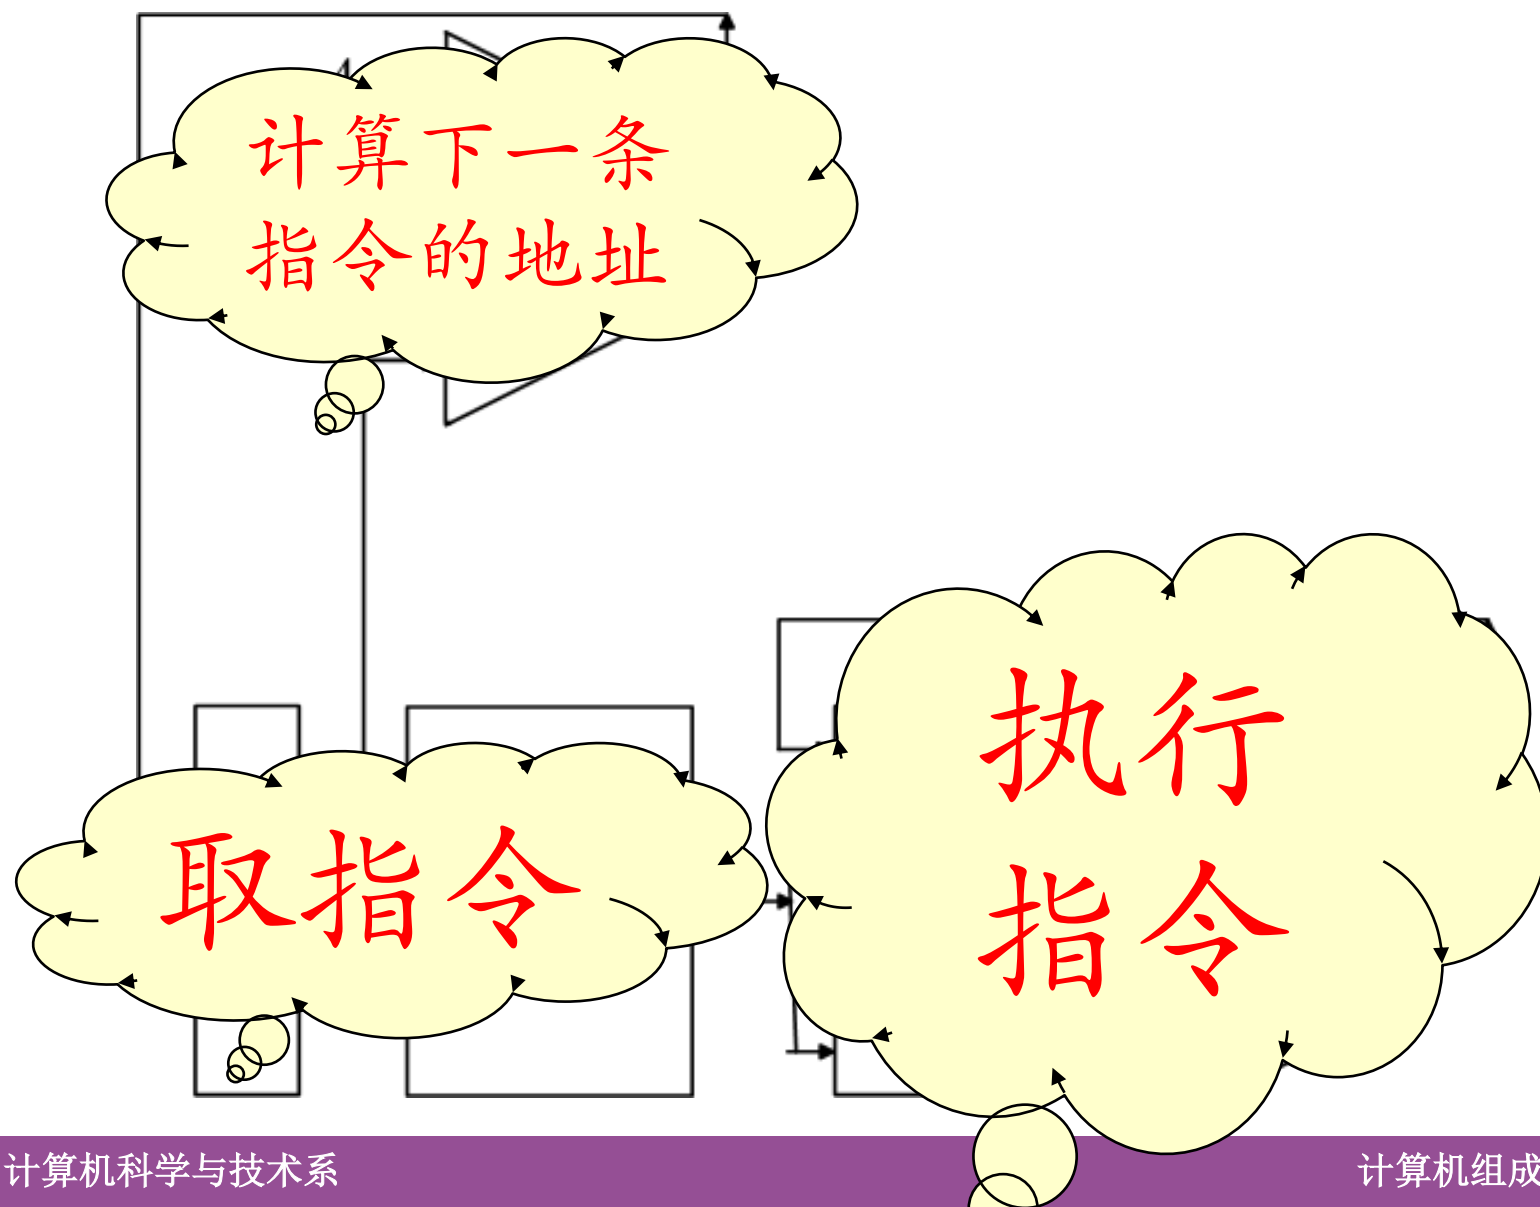 计算下一条
指令的地址
执行
指令
取指令
计算机科学与技术系
计算机组成